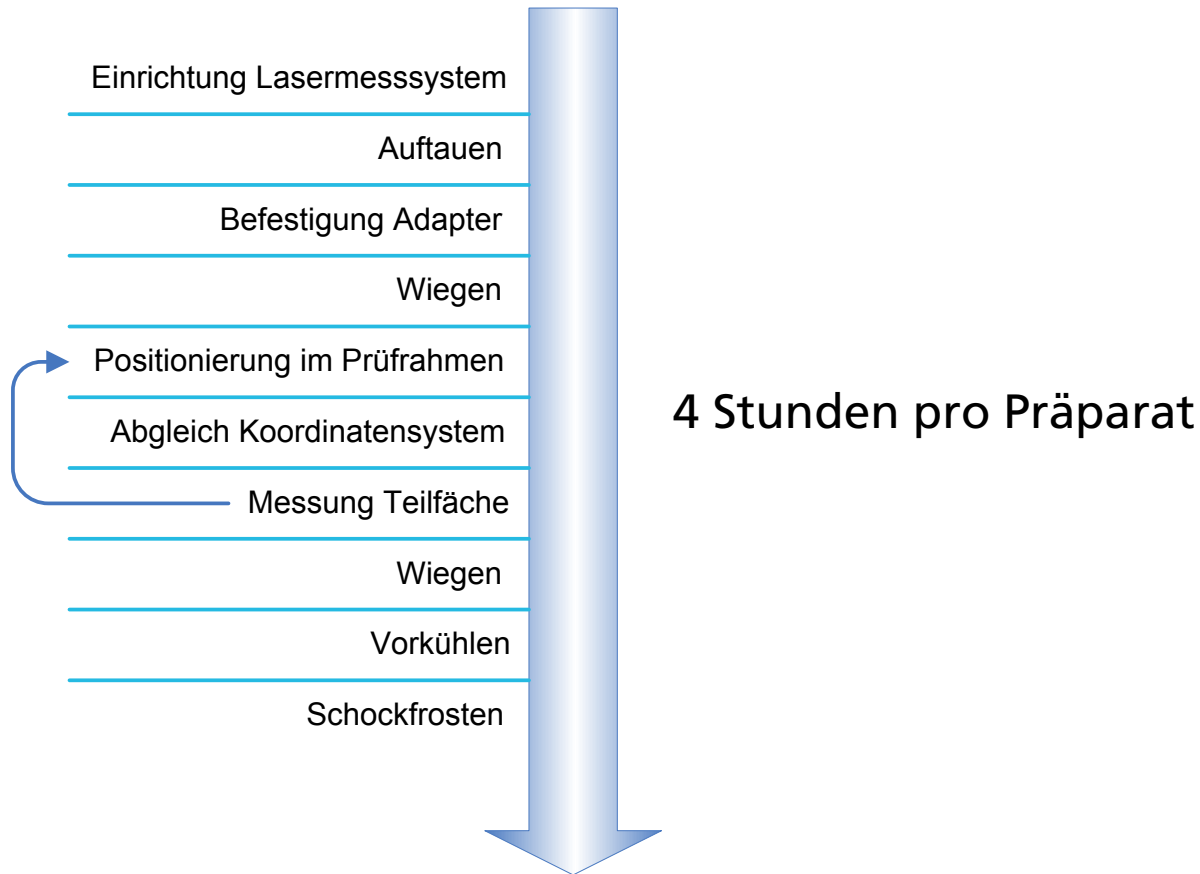 Einrichtung Lasermesssystem
Auftauen
Befestigung Adapter
Wiegen
Positionierung im Prüfrahmen
Abgleich Koordinatensystem
Messung Teilfäche
Wiegen
Vorkühlen
Schockfrosten
4 Stunden pro Präparat